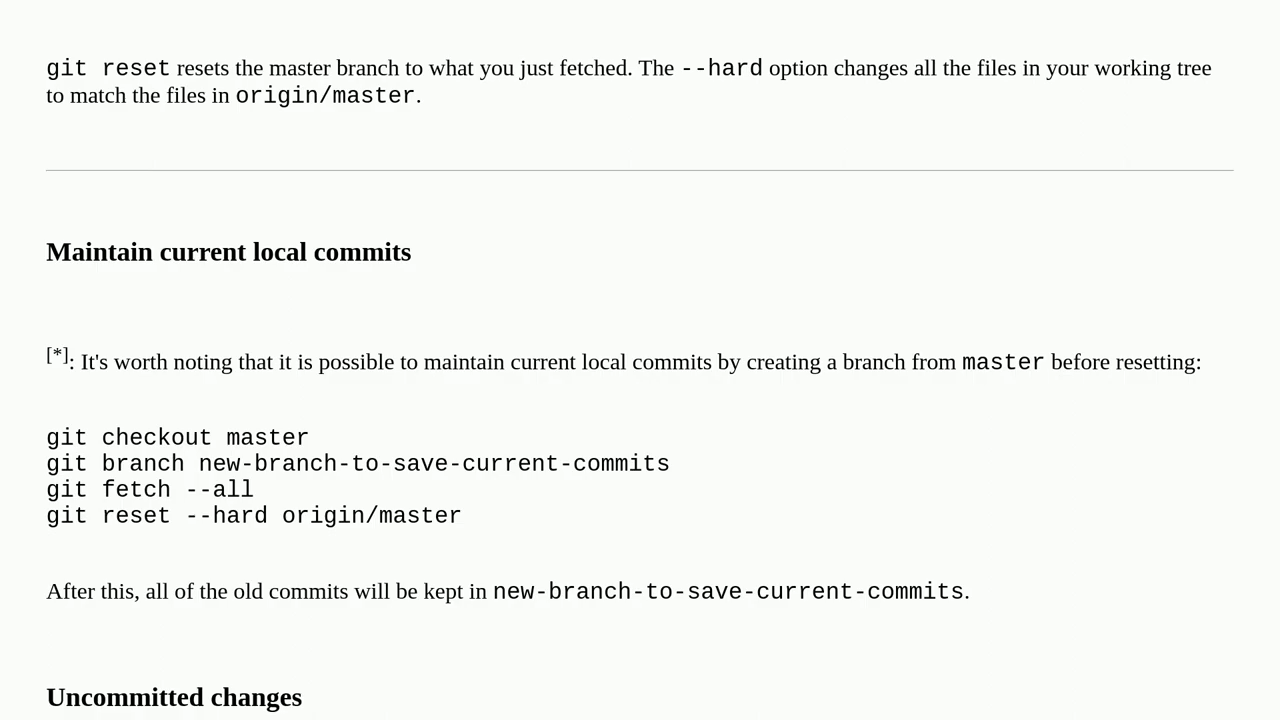 git reset resets the master branch to what you just fetched. The --hard option changes all the files in your working tree
to match the files in origin/master.
Maintain current local commits
[*]: It's worth noting that it is possible to maintain current local commits by creating a branch from master before resetting:
git checkout master
git branch new-branch-to-save-current-commits
git fetch --all
git reset --hard origin/master
After this, all of the old commits will be kept in new-branch-to-save-current-commits.
Uncommitted changes